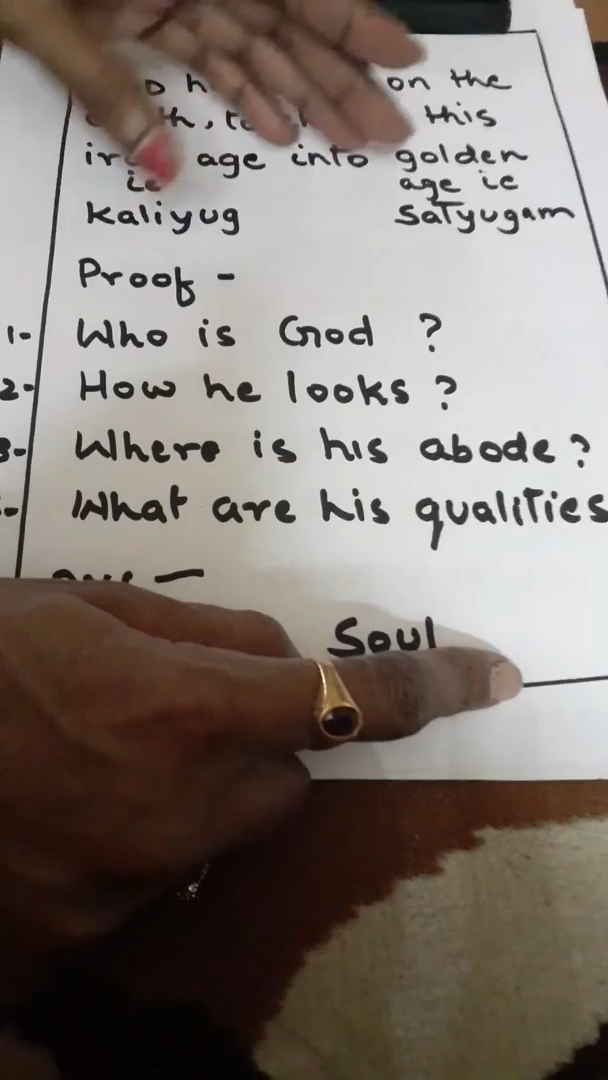 on the
this
age into golden
ie age ie
Kaliyug Satyugam
Proof -
1- Who is God ?
2- How he looks ?
3- Where is his abode ?
What are his qualities
Soul